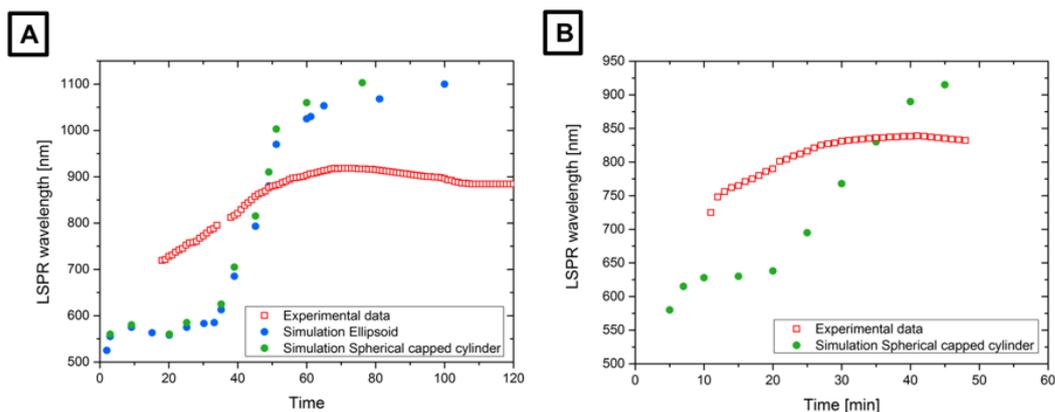 A
B
LSPR wavelength [nm]
1100
1000
900
800
700
600
500
Experimental data
Simulation Ellipsoid
Simulation Spherical capped cylinder
0 20 40 60 80 100 120
Time
LSPR wavelength [nm]
950
900
850
800
750
700
650
600
550
500
Experimental data
Simulation Spherical capped cylinder
0 10 20 30 40 50 60
Time [min]